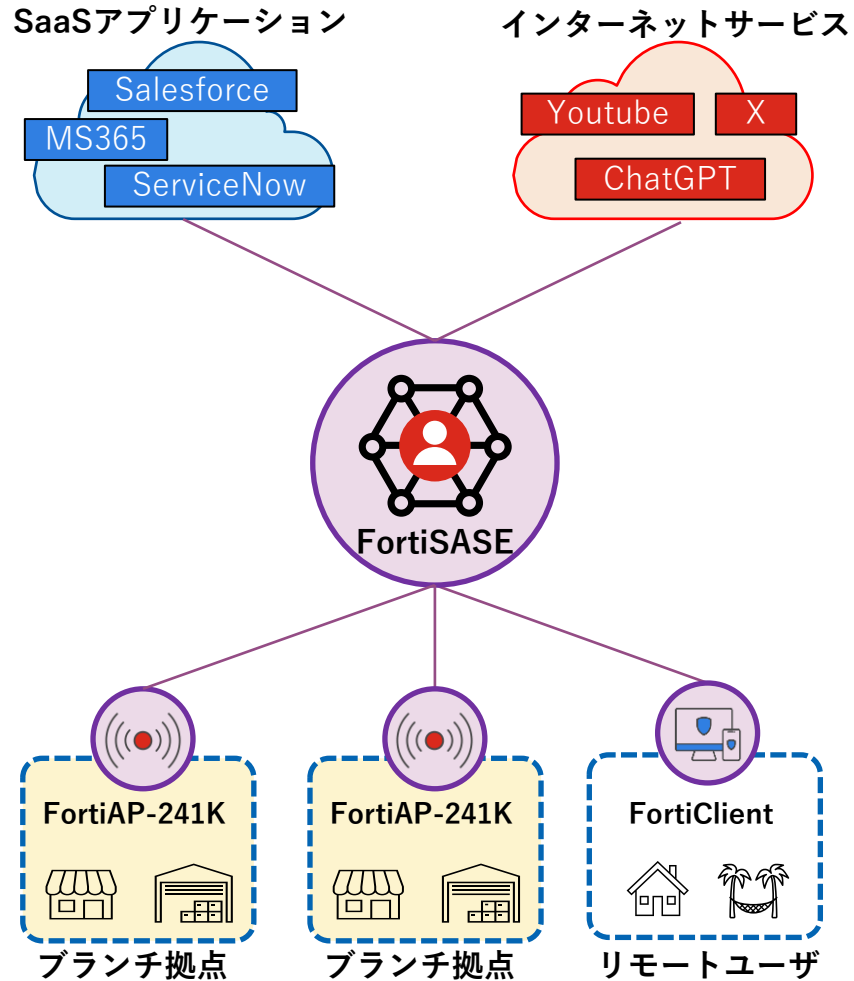 SaaSアプリケーション
インターネットサービス
Salesforce
MS365
ServiceNow
Youtube
X
ChatGPT
FortiSASE
FortiAP-241K
FortiAP-241K
FortiClient
ブランチ拠点
ブランチ拠点
リモートユーザ